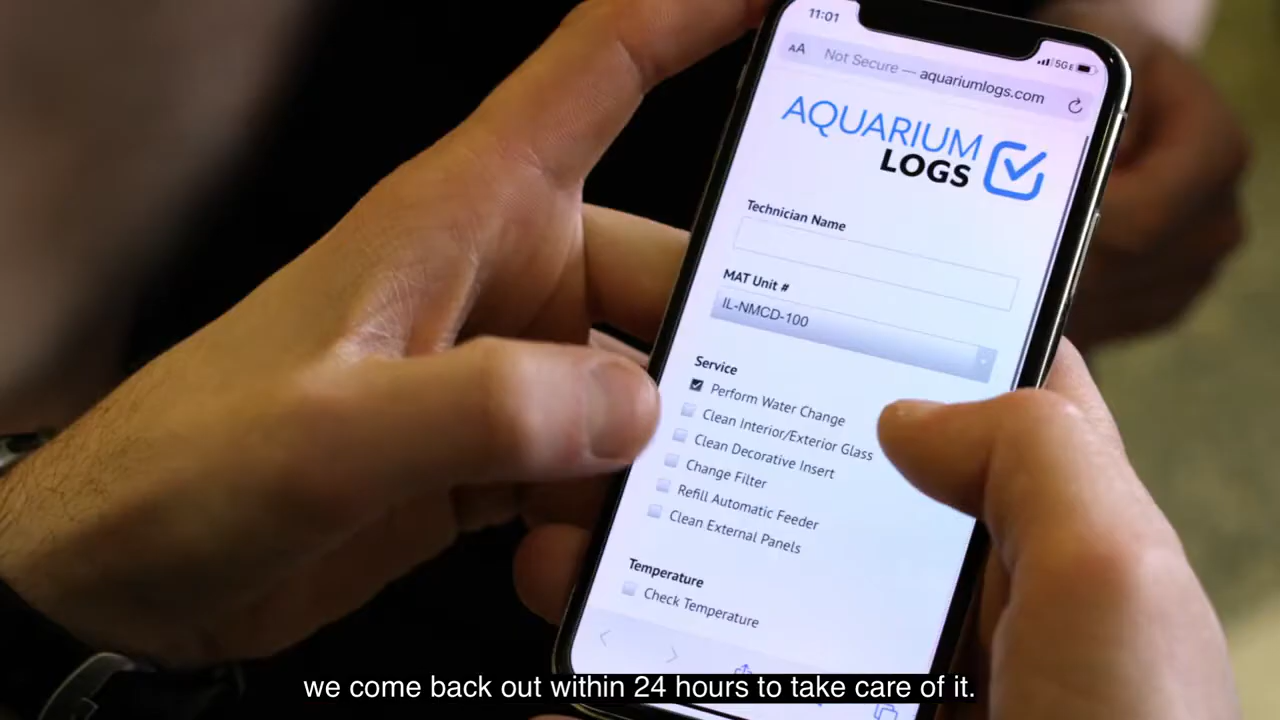 11:01
5GE
AA Not Secure — aquariumlogs.com
AQUARIUM
LOGS
Technician Name
MAT Unit #
IL-NMCD-100
Service
Perform Water Change
Clean Interior/Exterior Glass
Clean Decorative Insert
Change Filter
Refill Automatic Feeder
Clean External Panels
Temperature
Check Temperature
we come back out within 24 hours to take care of it.